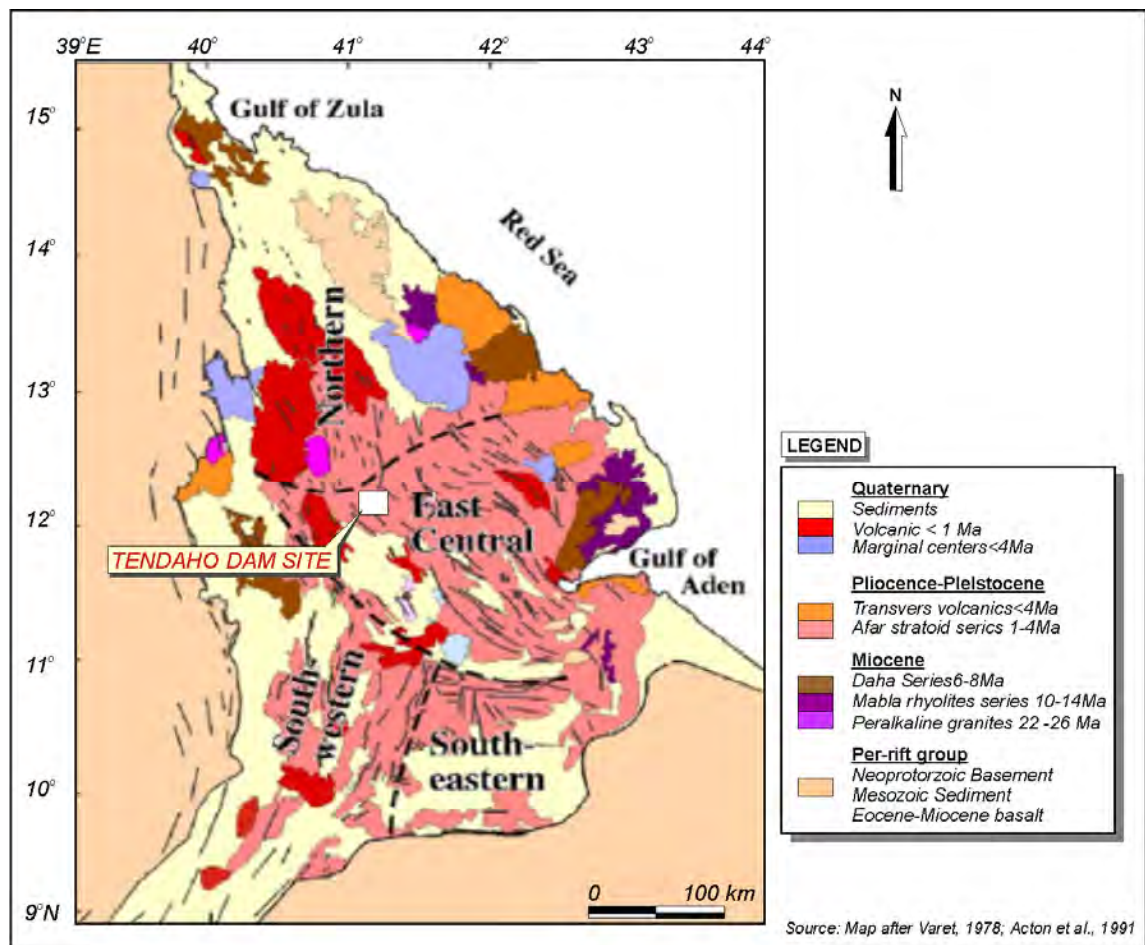 39°E 40° 41° 42° 43° 44°
N
15°
14°
13°
12°
11°
10°
9°N
Gulf of Zula
Red Sea
Northern
East
Central
TENDAHO DAM SITE
Gulf of
Aden
South-
western
South-
eastern
0 100 km
LEGEND
Quaternary
Sediments
Volcanic < 1 Ma
Marginal centers<4Ma
Pliocence-Plelstocene
Transvers volcanics<4Ma
Afar stratoid serics 1-4Ma
Miocene
Daha Series6-8Ma
Mabla rhyolites series 10-14Ma
Peralkaline granites 22 -26 Ma
Per-rift group
Neoprotorzoic Basement
Mesozoic Sediment
Eocene-Miocene basalt
Source: Map after Varet, 1978; Acton et al., 1991